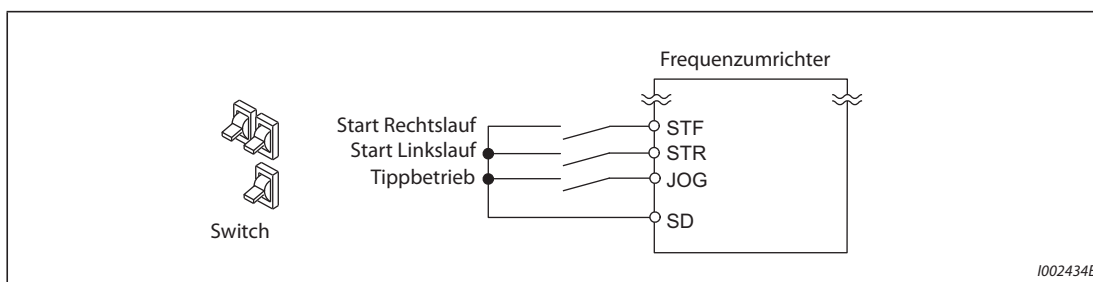 Frequenzumrichter
Start Rechtslauf
STF
Start Linkslauf
STR
Tippbetrieb
JOG
SD
Switch
I002434E